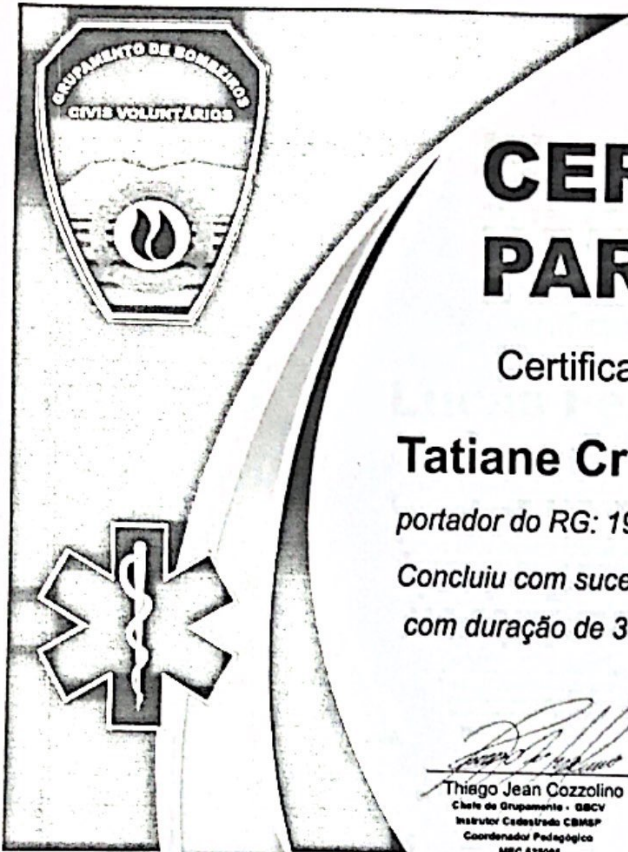 GRUPAMENTO DE BOMBEIROS
CIVIS VOLUNTÁRIOS
CER
PAR
Certifica
Tatiane Cr
portador do RG: 19
Concluiu com suce
com duração de 3
Thiago Jean Cozzolino
Chefe de Grupamento - GBCV
Instrutor Cadastrado CBMSP
Coordenador Pedagógico